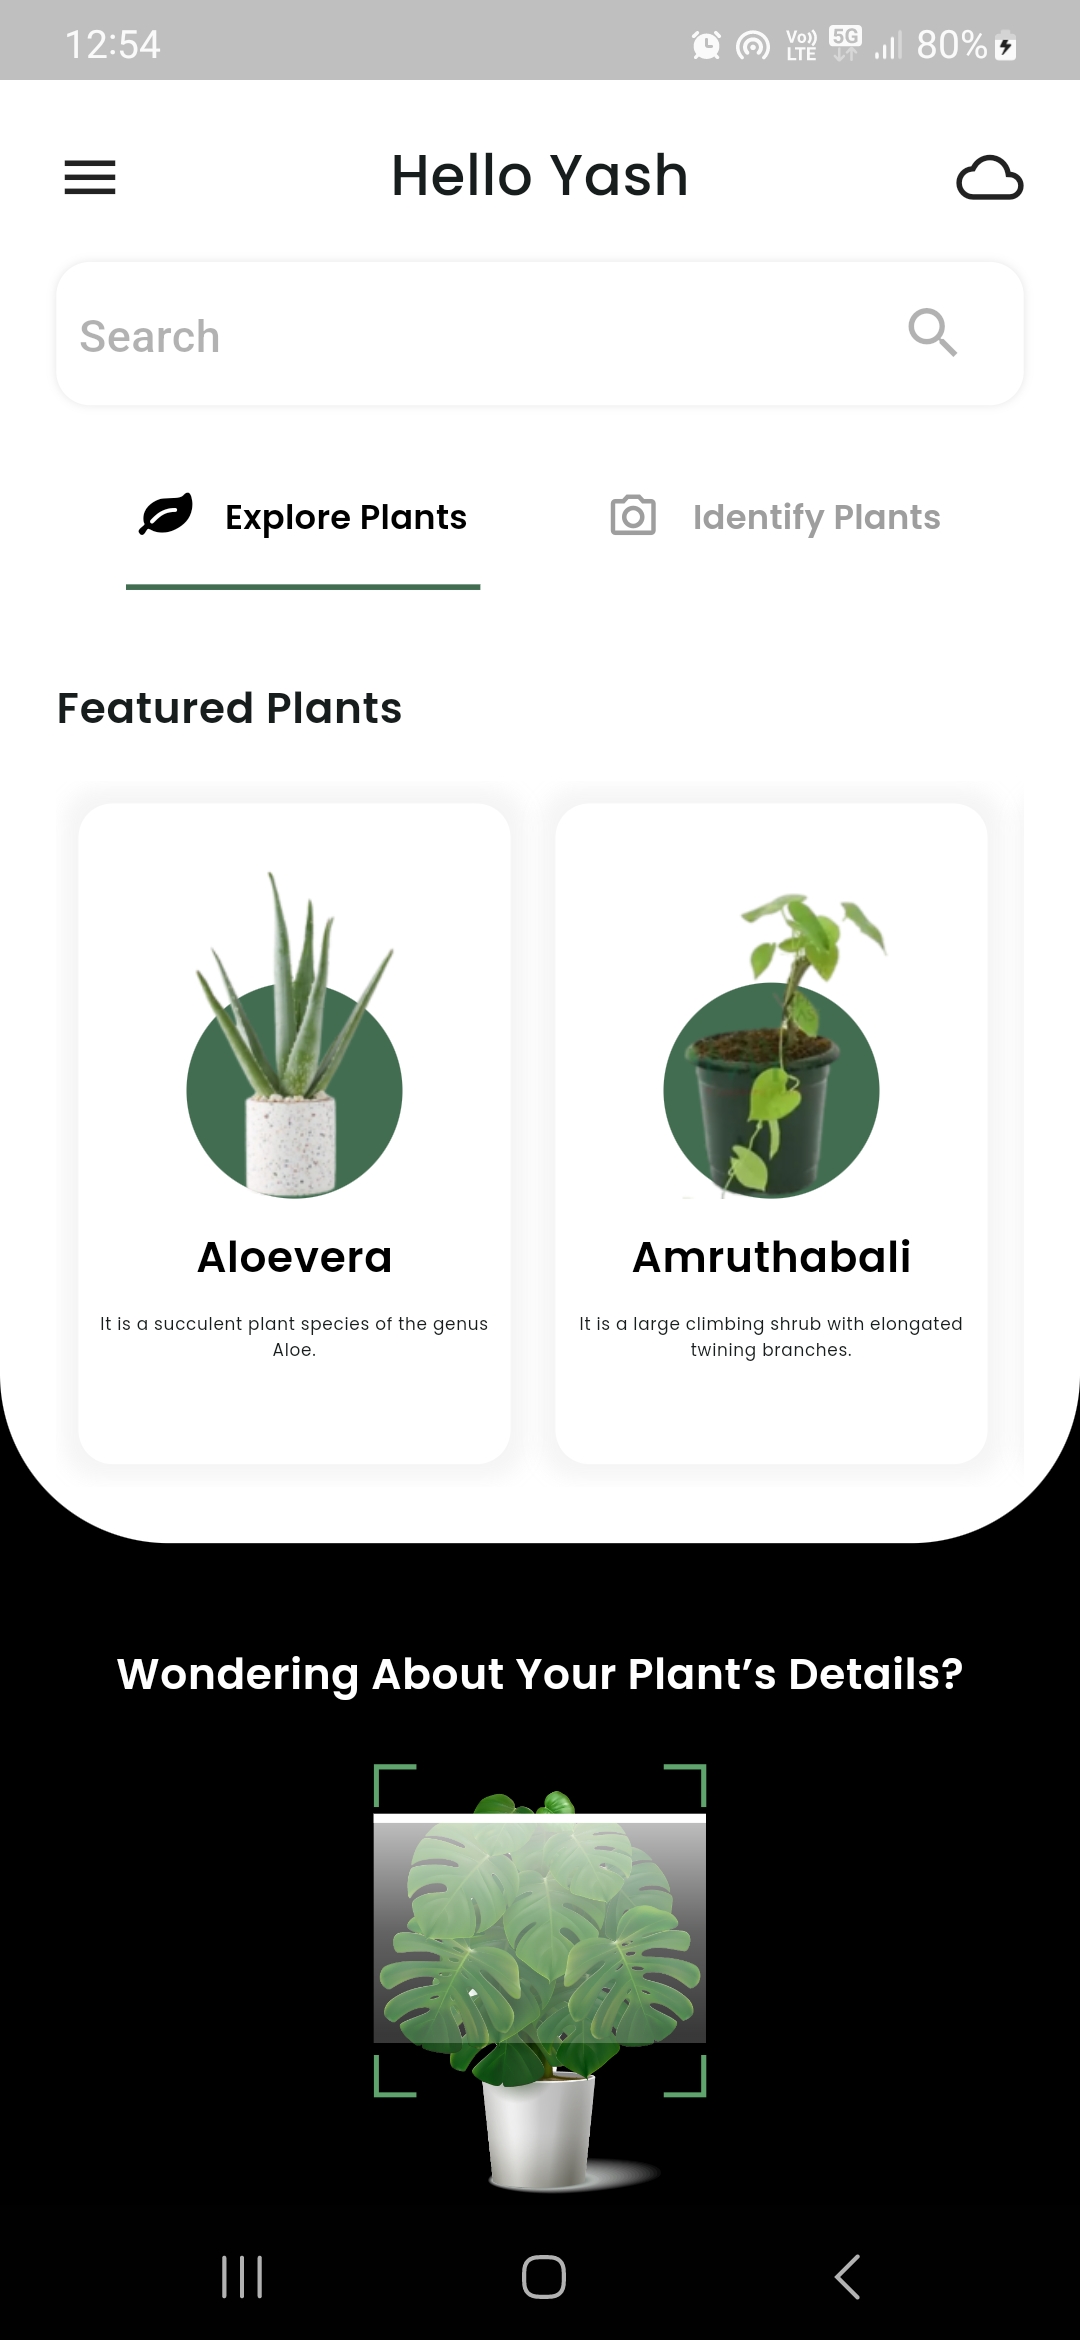 12:54
Vo)) LTE 5G 80%
Hello Yash
Search
Explore Plants
Identify Plants
Featured Plants
Aloevera
It is a succulent plant species of the genus
Aloe.
Amruthabali
It is a large climbing shrub with elongated
twining branches.
Wondering About Your Plant’s Details?